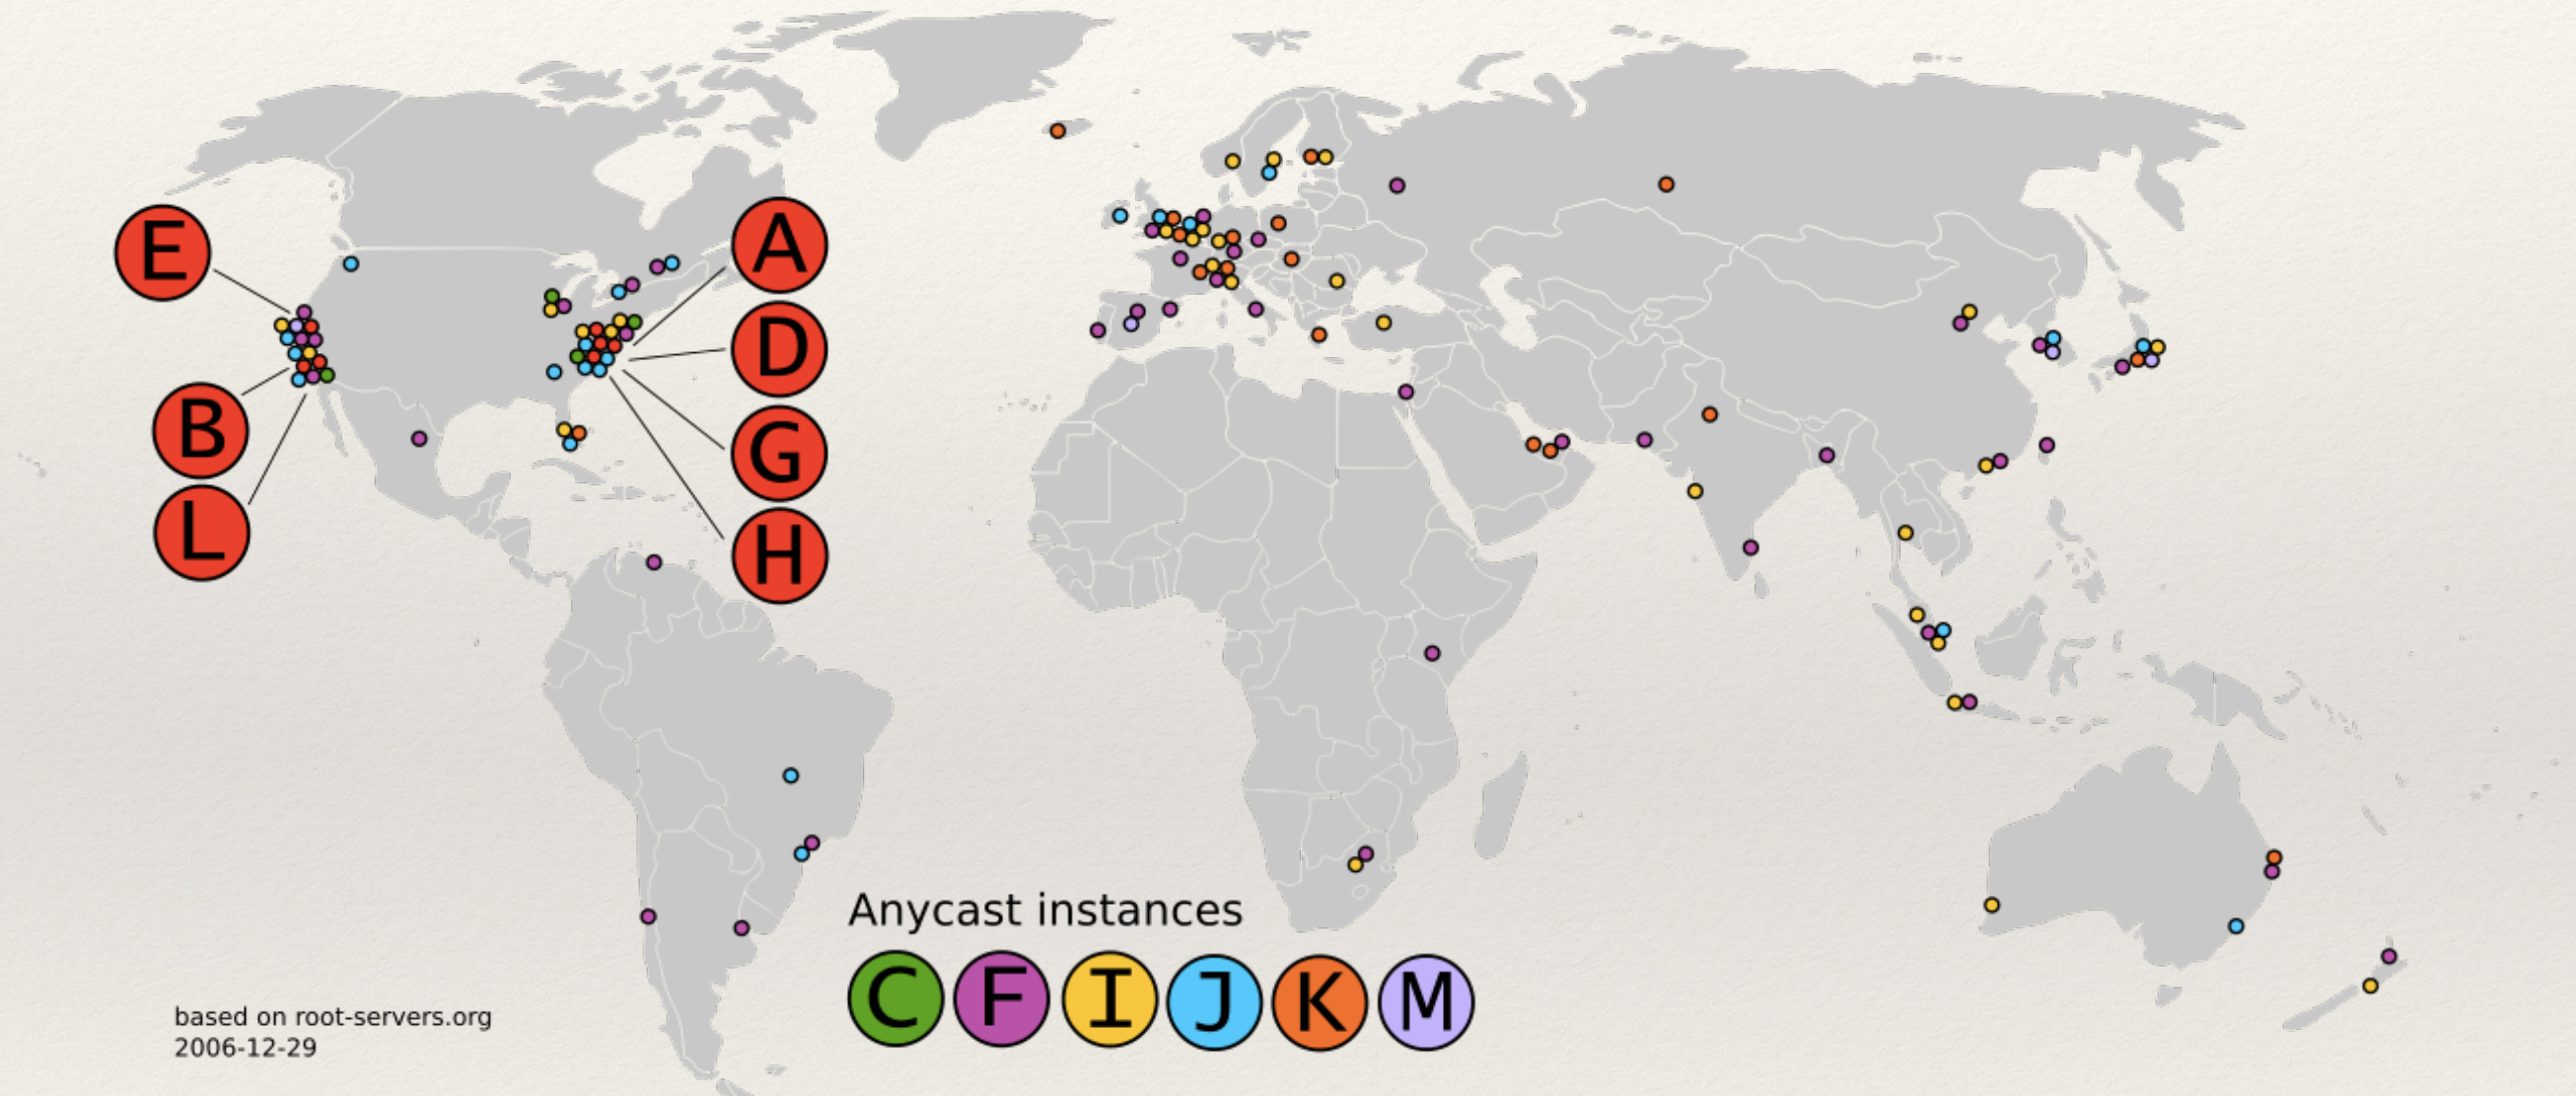 E
B
L
A
D
G
H
Anycast instances
C F I J K M
based on root-servers.org
2006-12-29